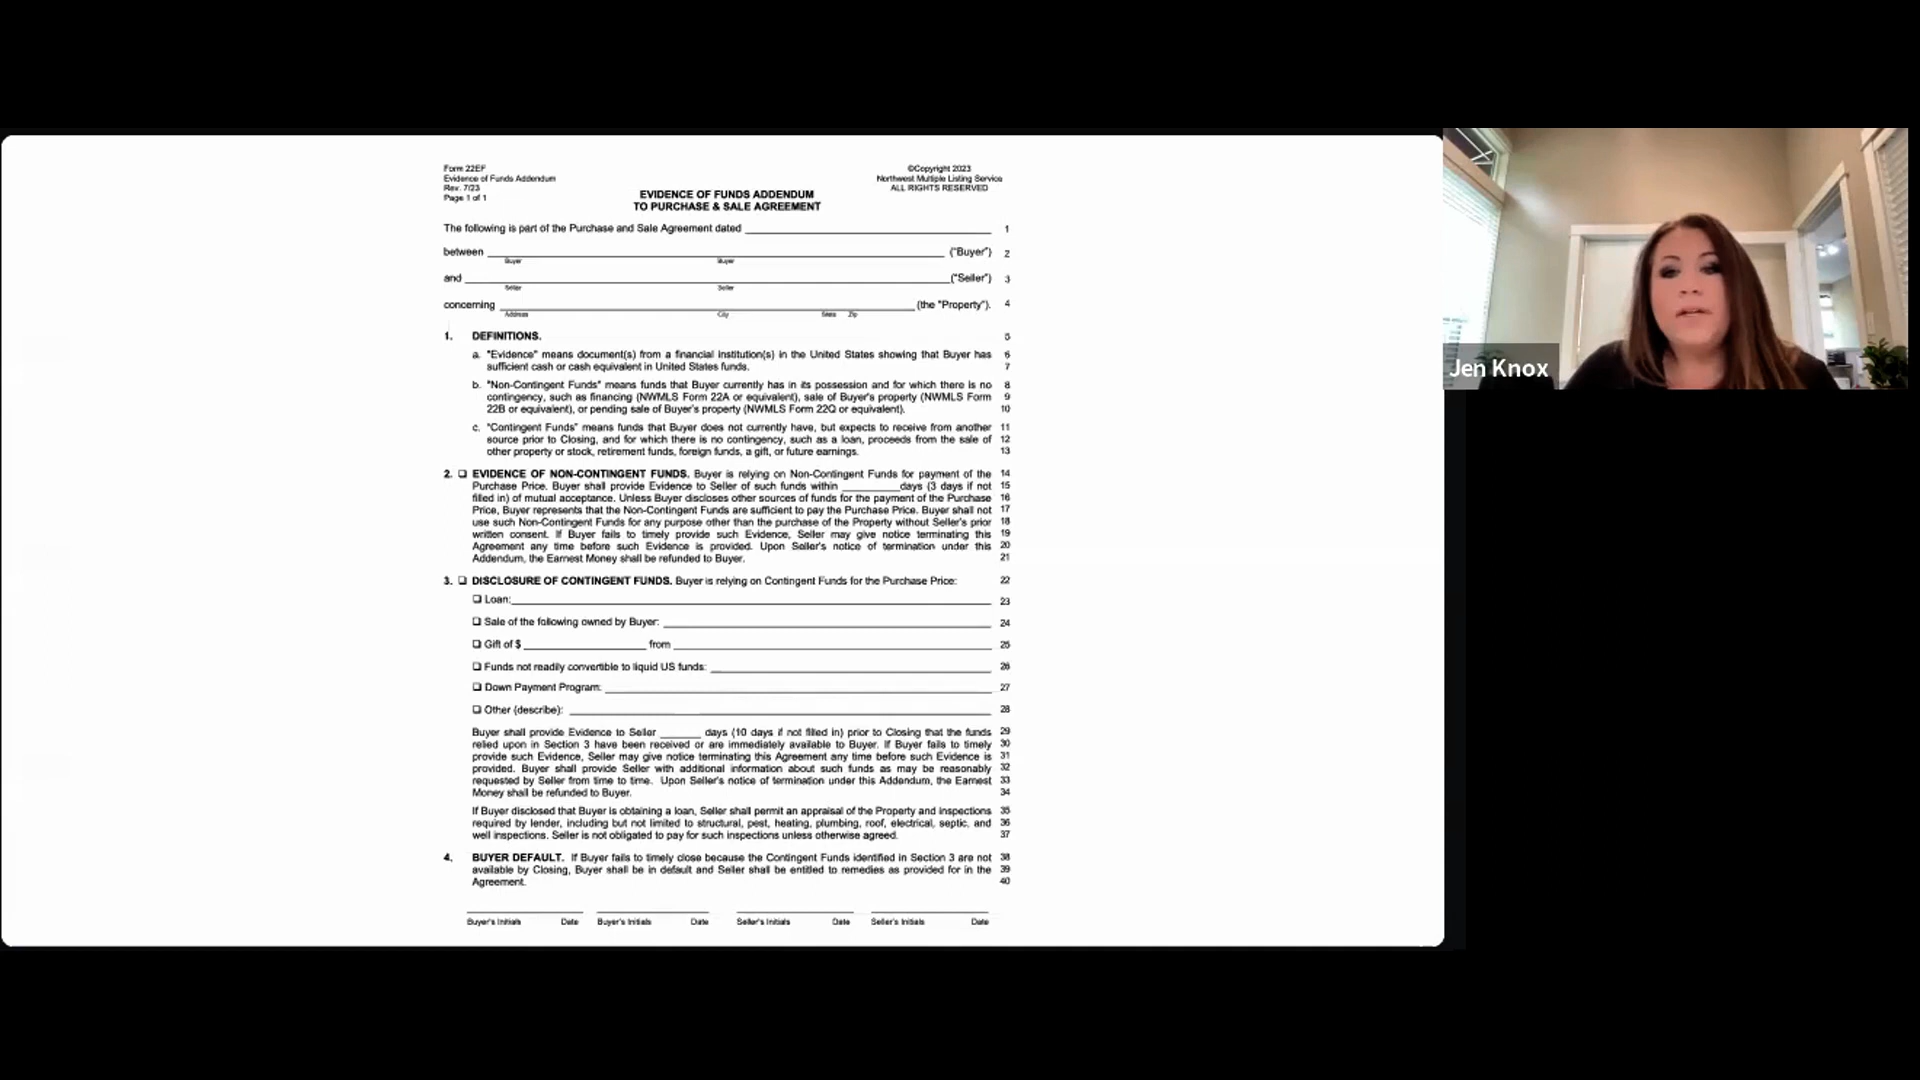 Form 22EF
Evidence of Funds Addendum
Rev. 7/23
Page 1 of 1
©Copyright 2023
Northwest Multiple Listing Service
ALL RIGHTS RESERVED
EVIDENCE OF FUNDS ADDENDUM
TO PURCHASE & SALE AGREEMENT
The following is part of the Purchase and Sale Agreement dated 1
between ("Buyer") 2
Buyer Buyer
and ("Seller") 3
Seller Seller
concerning (the "Property"). 4
Address City State Zip
1. DEFINITIONS. 5
a. "Evidence" means document(s) from a financial institution(s) in the United States showing that Buyer has 6
sufficient cash or cash equivalent in United States funds. 7
b. "Non-Contingent Funds" means funds that Buyer currently has in its possession and for which there is no 8
contingency, such as financing (NWMLS Form 22A or equivalent), sale of Buyer's property (NWMLS Form 9
22B or equivalent), or pending sale of Buyer's property (NWMLS Form 22Q or equivalent). 10
c. "Contingent Funds" means funds that Buyer does not currently have, but expects to receive from another 11
source prior to Closing, and for which there is no contingency, such as a loan, proceeds from the sale of 12
other property or stock, retirement funds, foreign funds, a gift, or future earnings. 13
2. ❑ EVIDENCE OF NON-CONTINGENT FUNDS. Buyer is relying on Non-Contingent Funds for payment of the 14
Purchase Price. Buyer shall provide Evidence to Seller of such funds within __________days (3 days if not 15
filled in) of mutual acceptance. Unless Buyer discloses other sources of funds for the payment of the Purchase 16
Price, Buyer represents that the Non-Contingent Funds are sufficient to pay the Purchase Price. Buyer shall not 17
use such Non-Contingent Funds for any purpose other than the purchase of the Property without Seller's prior 18
written consent. If Buyer fails to timely provide such Evidence, Seller may give notice terminating this 19
Agreement any time before such Evidence is provided. Upon Seller's notice of termination under this 20
Addendum, the Earnest Money shall be refunded to Buyer. 21
3. ❑ DISCLOSURE OF CONTINGENT FUNDS. Buyer is relying on Contingent Funds for the Purchase Price: 22
❑ Loan: 23
❑ Sale of the following owned by Buyer: 24
❑ Gift of $ from 25
❑ Funds not readily convertible to liquid US funds: 26
❑ Down Payment Program: 27
❑ Other (describe): 28
Buyer shall provide Evidence to Seller _______ days (10 days if not filled in) prior to Closing that the funds 29
relied upon in Section 3 have been received or are immediately available to Buyer. If Buyer fails to timely 30
provide such Evidence, Seller may give notice terminating this Agreement any time before such Evidence is 31
provided. Buyer shall provide Seller with additional information about such funds as may be reasonably 32
requested by Seller from time to time. Upon Seller's notice of termination under this Addendum, the Earnest 33
Money shall be refunded to Buyer. 34
If Buyer disclosed that Buyer is obtaining a loan, Seller shall permit an appraisal of the Property and inspections 35
required by lender, including but not limited to structural, pest, heating, plumbing, roof, electrical, septic, and 36
well inspections. Seller is not obligated to pay for such inspections unless otherwise agreed. 37
4. BUYER DEFAULT. If Buyer fails to timely close because the Contingent Funds identified in Section 3 are not 38
available by Closing, Buyer shall be in default and Seller shall be entitled to remedies as provided for in the 39
Agreement. 40
Buyer's Initials Date Buyer's Initials Date Seller's Initials Date Seller's Initials Date
Jen Knox